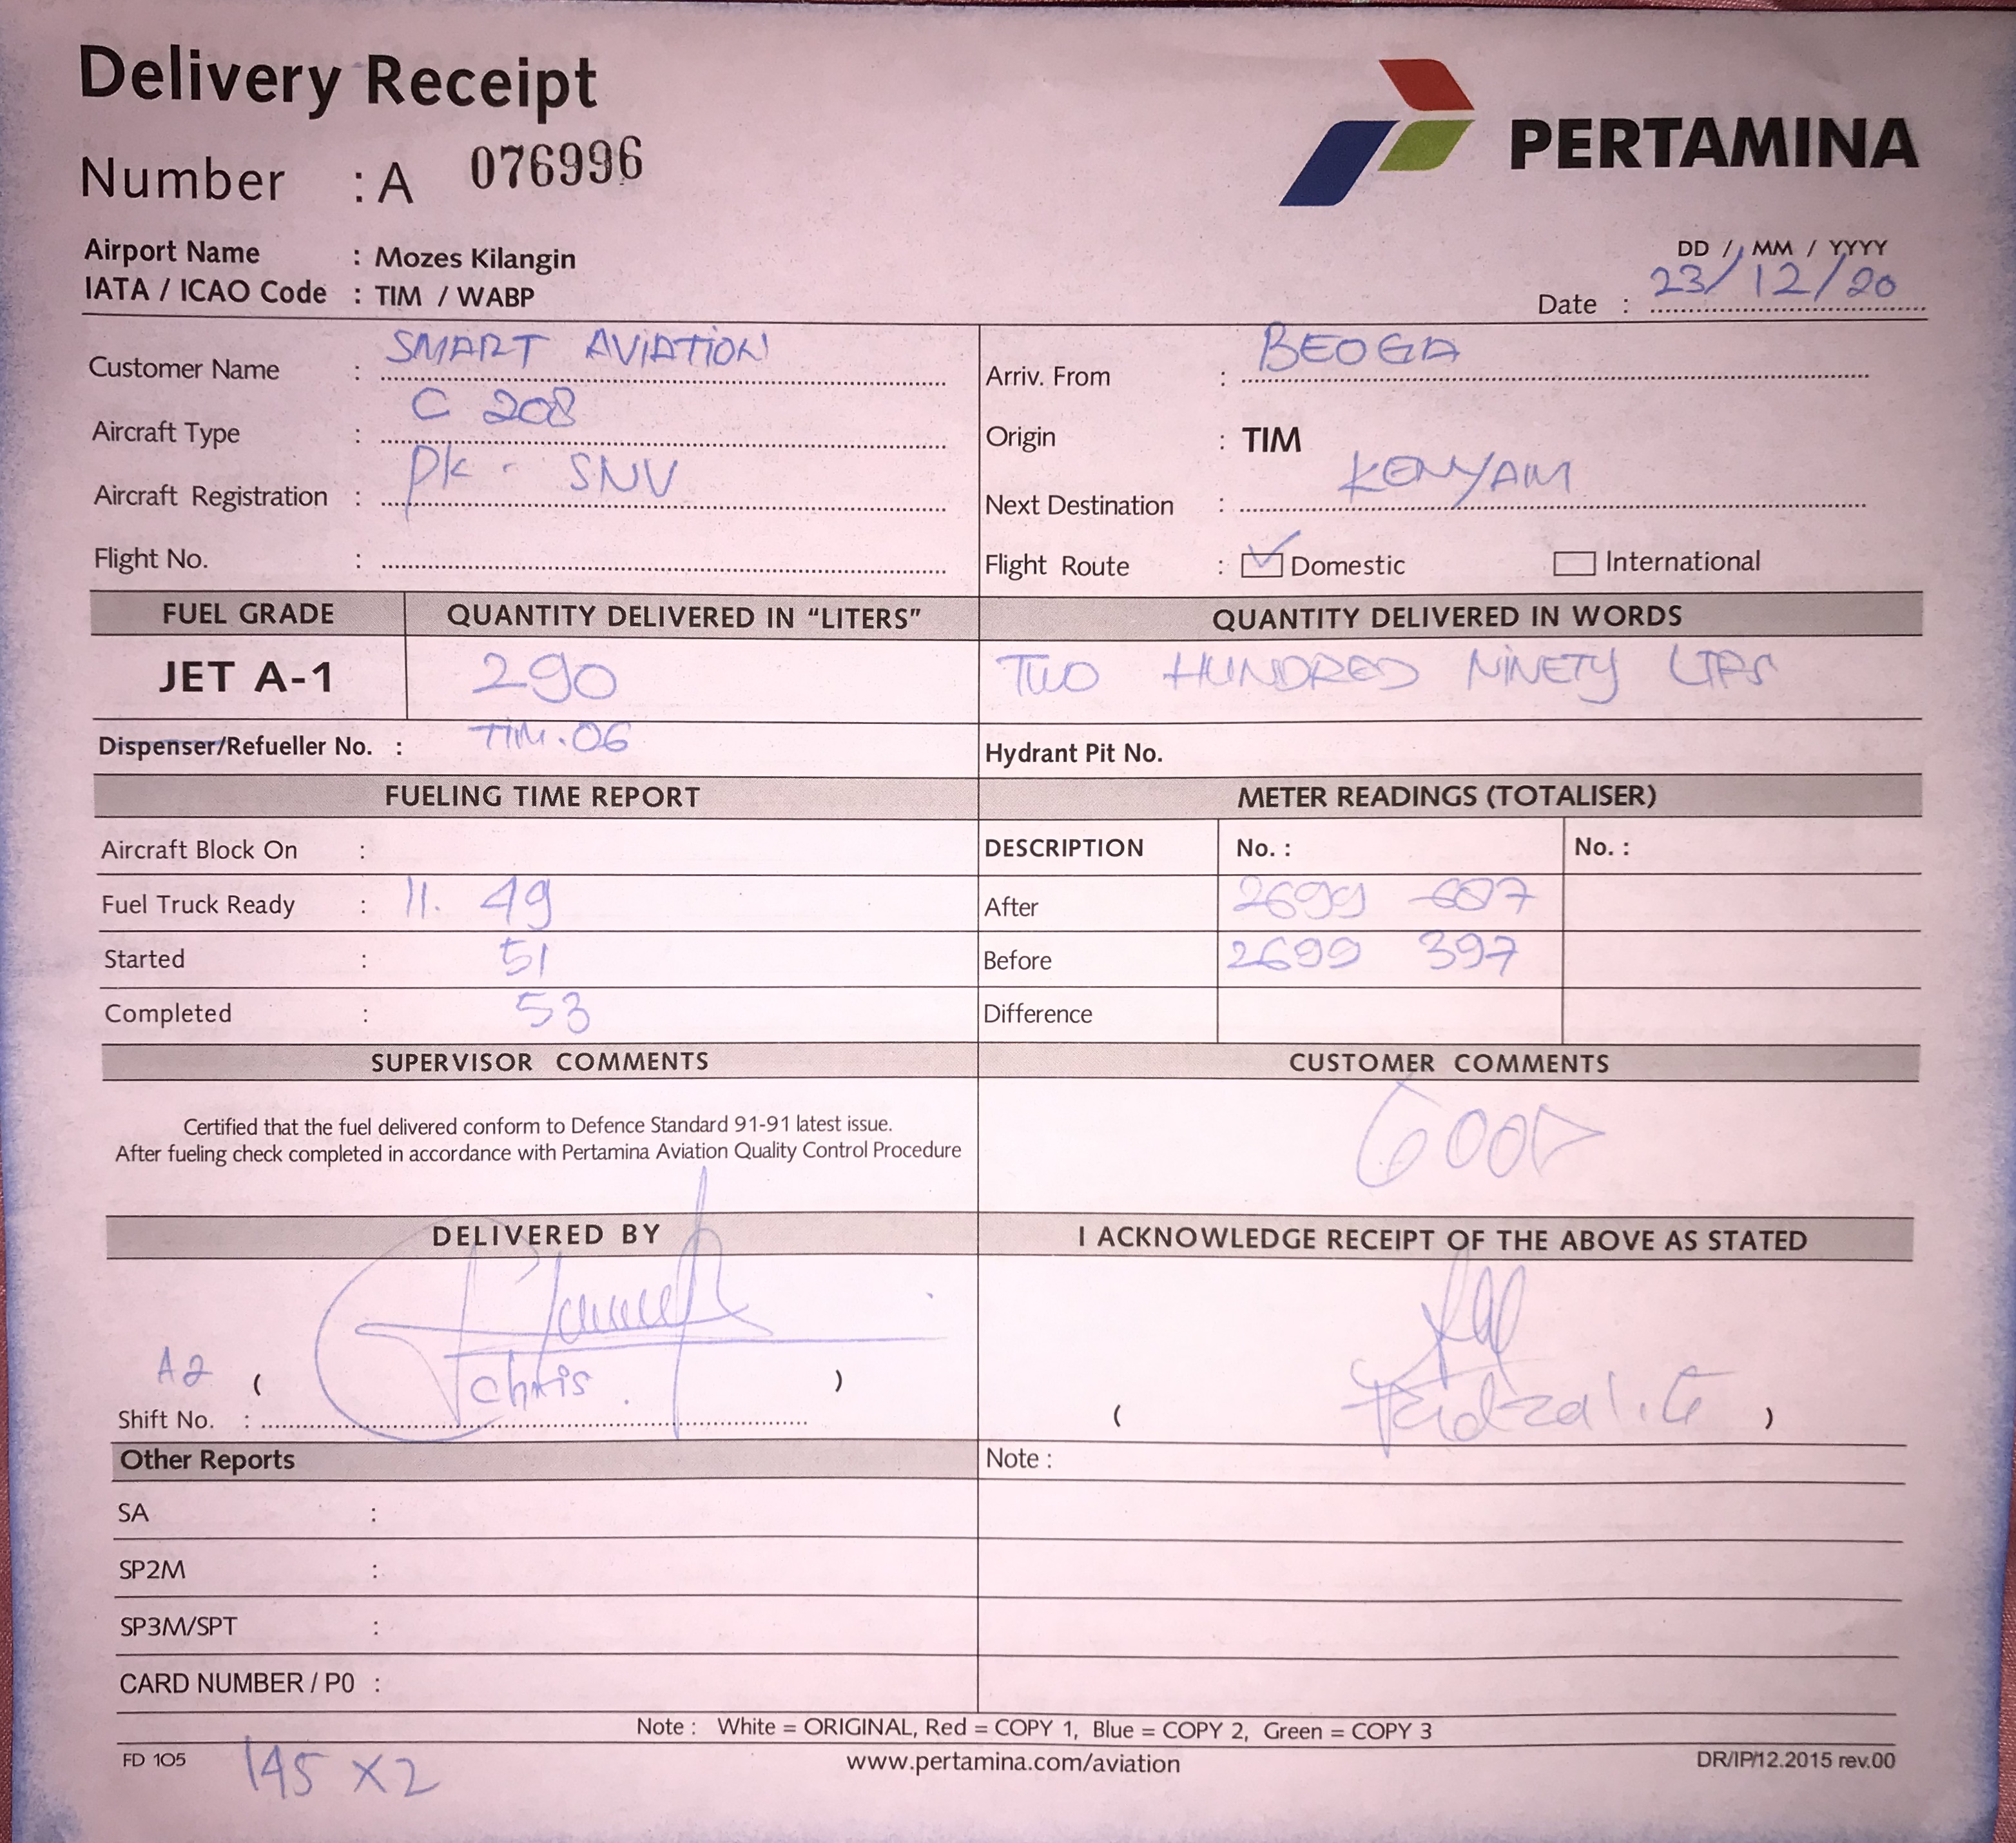 Delivery Receipt
PERTAMINA
Number : A 076996
Airport Name : Mozes Kilangin
IATA / ICAO Code : TIM / WABP
DD / MM / YYYY
Date : 23/12/20
Customer Name : SMART AVIATION
Aircraft Type : C 208
Aircraft Registration : PK - SNV
Flight No. :
Arriv. From : BEOGA
Origin : TIM
Next Destination : KENYAM
Flight Route : Domestic International
FUEL GRADE QUANTITY DELIVERED IN "LITERS" QUANTITY DELIVERED IN WORDS
JET A-1 290 TWO HUNDRED NINETY LTRS
Dispenser/Refueller No. : TIM.06 Hydrant Pit No.
FUELING TIME REPORT METER READINGS (TOTALISER)
Aircraft Block On : DESCRIPTION No. : No. :
Fuel Truck Ready : 11. 49 After 2699 687
Started : 51 Before 2699 397
Completed : 53 Difference
SUPERVISOR COMMENTS CUSTOMER COMMENTS
Certified that the fuel delivered conform to Defence Standard 91-91 latest issue.
After fueling check completed in accordance with Pertamina Aviation Quality Control Procedure
GOOD
DELIVERED BY I ACKNOWLEDGE RECEIPT OF THE ABOVE AS STATED
A2 ( Chris . ) ( )
Shift No. :
Other Reports Note :
SA :
SP2M :
SP3M/SPT :
CARD NUMBER / P0 :
Note : White = ORIGINAL, Red = COPY 1, Blue = COPY 2, Green = COPY 3
FD 105 www.pertamina.com/aviation DR/IP/12.2015 rev.00
145 X 2